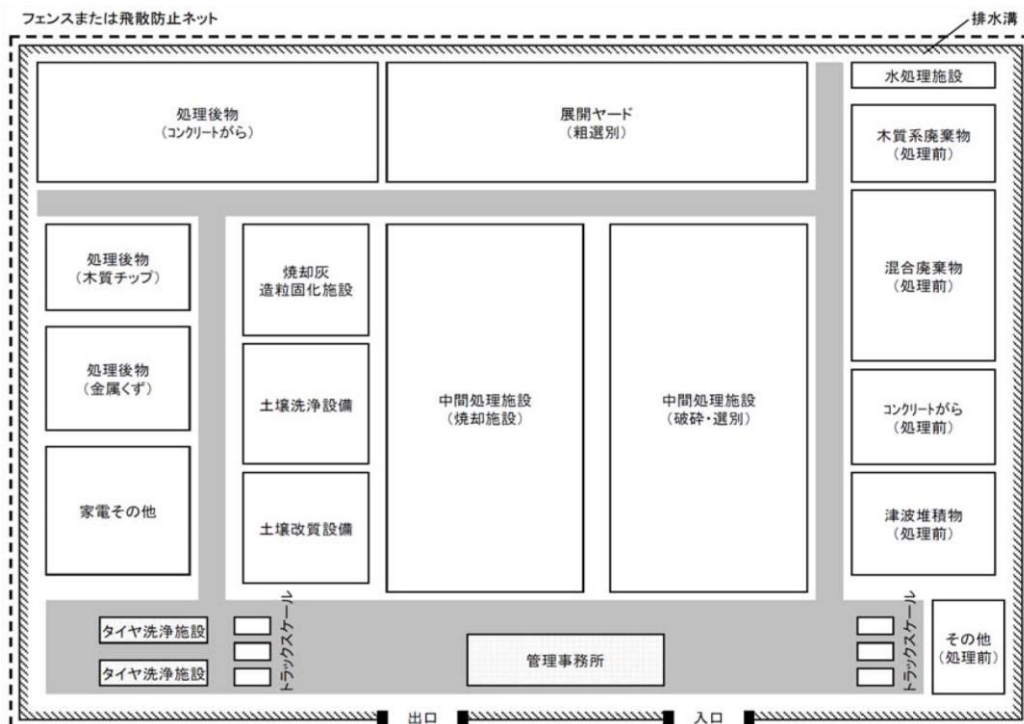 フェンスまたは飛散防止ネット
排水溝
処理後物
(コンクリートがら)
展開ヤード
(粗選別)
水処理施設
木質系廃棄物
(処理前)
処理後物
(木質チップ)
焼却灰
造粒固化施設
混合廃棄物
(処理前)
処理後物
(金属くず)
土壌洗浄設備
中間処理施設
(焼却施設)
中間処理施設
(破砕・選別)
コンクリートがら
(処理前)
家電その他
土壌改質設備
津波堆積物
(処理前)
タイヤ洗浄施設
タイヤ洗浄施設
トラックスケール
管理事務所
トラックスケール
その他
(処理前)
出口
入口